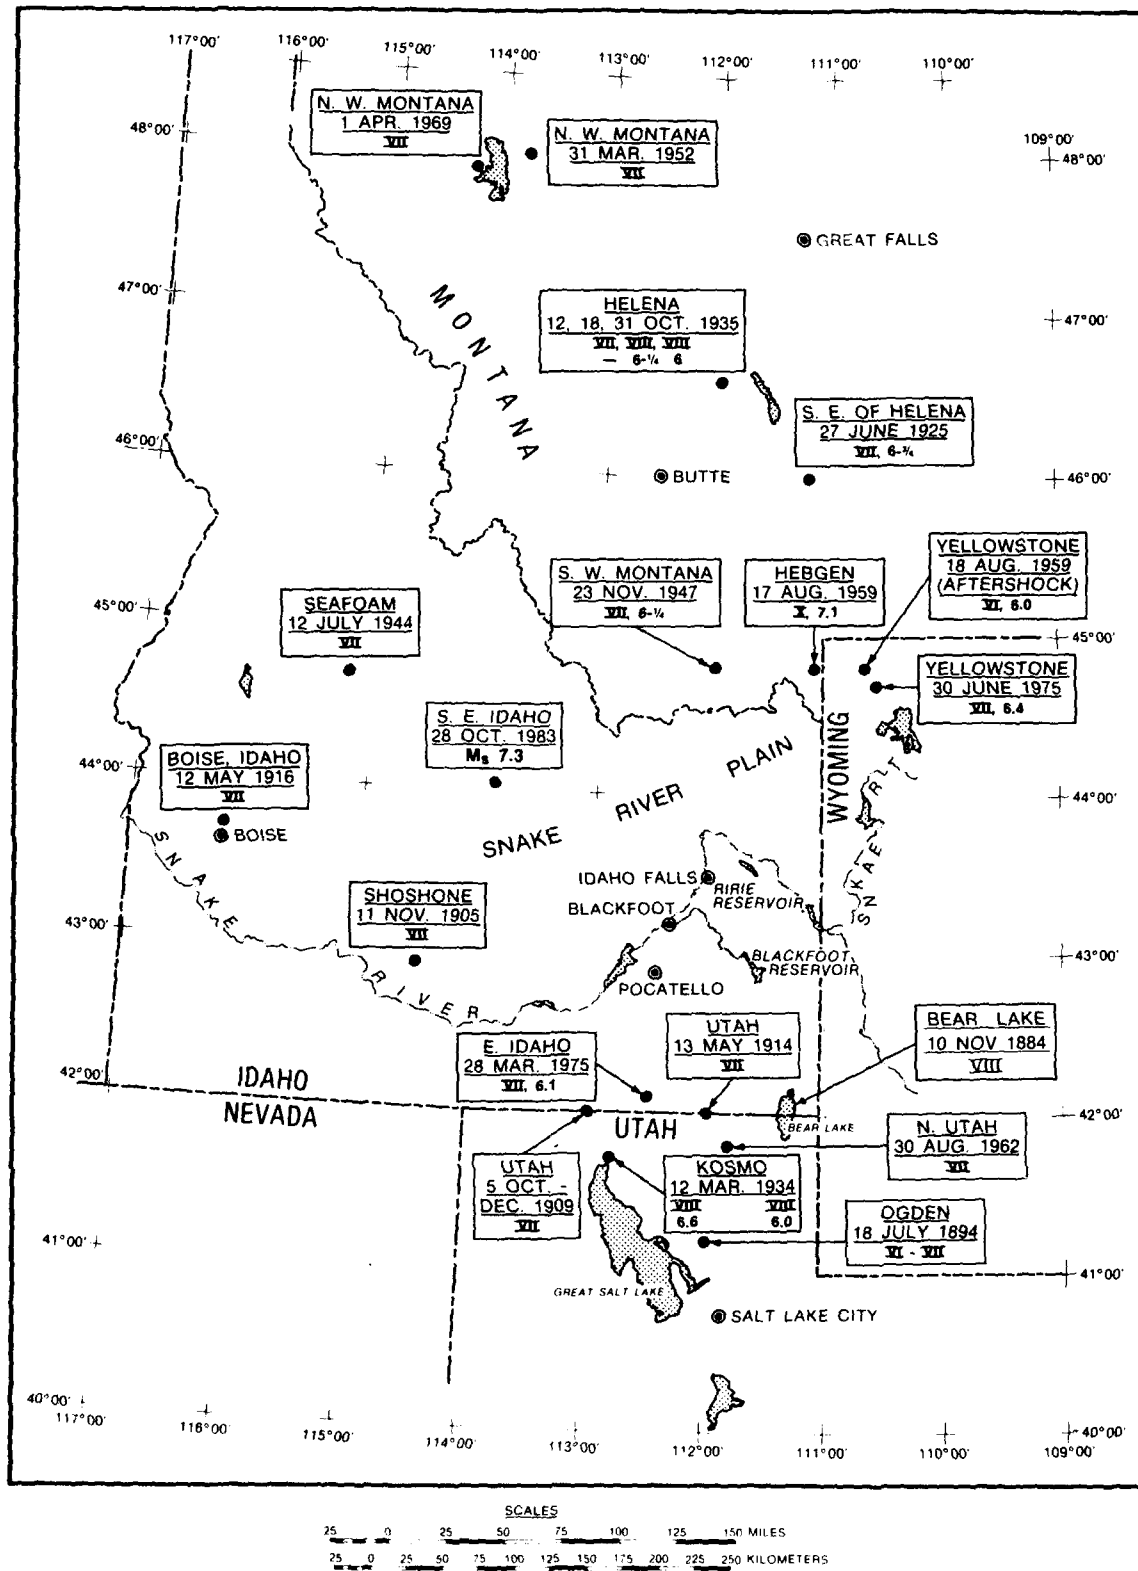 117°00'
116°00'
115°00'
114°00'
113°00'
112°00'
111°00'
110°00'
109°00'
N. W. MONTANA
1 APR. 1969
VII
N. W. MONTANA
31 MAR. 1952
VII
48°00'
48°00'
GREAT FALLS
47°00'
47°00'
MONTANA
HELENA
12, 18, 31 OCT. 1935
VII, VIII, VIII
— 6-¼ 6
S. E. OF HELENA
27 JUNE 1925
VII, 6-¾
46°00'
46°00'
BUTTE
S. W. MONTANA
23 NOV. 1947
VII, 6-¼
HEBGEN
17 AUG. 1959
X, 7.1
YELLOWSTONE
18 AUG. 1959
(AFTERSHOCK)
VI, 6.0
45°00'
45°00'
SEAFOAM
12 JULY 1944
VII
YELLOWSTONE
30 JUNE 1975
VII, 6.4
S. E. IDAHO
28 OCT. 1983
Ms 7.3
WYOMING
BOISE, IDAHO
12 MAY 1916
VII
44°00'
44°00'
BOISE
SNAKE RIVER PLAIN
SNAKE RIVER
SNKAE RLT
IDAHO FALLS
RIRIE
RESERVOIR
BLACKFOOT
SHOSHONE
11 NOV. 1905
VII
43°00'
43°00'
BLACKFOOT
RESERVOIR
POCATELLO
E. IDAHO
28 MAR. 1975
VII, 6.1
UTAH
13 MAY 1914
VII
BEAR LAKE
10 NOV 1884
VIII
42°00'
42°00'
IDAHO
NEVADA
UTAH
BEAR LAKE
N. UTAH
30 AUG. 1962
VII
UTAH
5 OCT. -
DEC. 1909
VII
KOSMO
12 MAR. 1934
VIII VIII
6.6 6.0
OGDEN
18 JULY 1894
VI - VII
41°00'
41°00'
GREAT SALT LAKE
SALT LAKE CITY
40°00'
40°00'
117°00'
116°00'
115°00'
114°00'
113°00'
112°00'
111°00'
110°00'
109°00'
SCALES
25 0 25 50 75 100 125 150 MILES
25 0 25 50 75 100 125 150 175 200 225 250 KILOMETERS